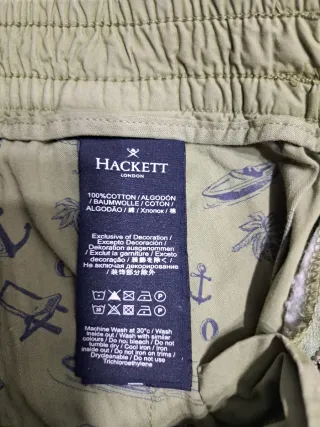 HACKETT
LONDON
100%COTTON / ALGODÓN
/ BAUMWOLLE / COTON /
ALGODÃO / 綿 / Хлопок / 棉
Exclusive of Decoration /
Excepto Decoración /
Dekoration ausgenommen
/ Exclut la garniture / Exceto
decoração / 装飾を除く /
Не включая декорирование
/ 装饰部分除外
Machine Wash at 30°c / Wash
inside out / Wash with similar
colours / Do no, bleach / Do not
tumble dry / Cool iron / Iron
inside out / Do not iron on trims /
Drycleanable / Do not use
Trichloroethylene